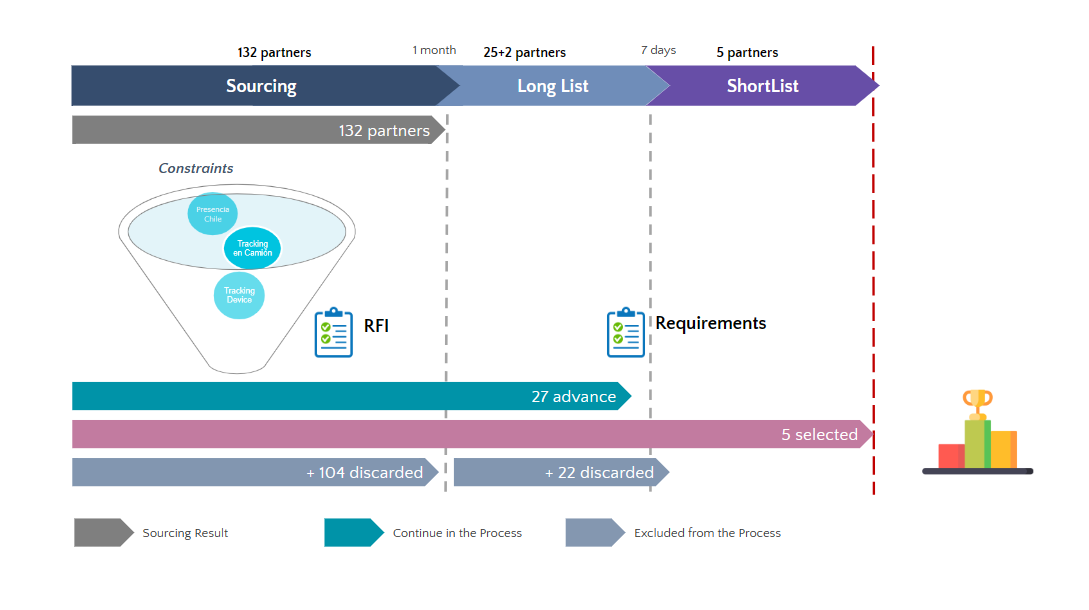 132 partners
1 month
25+2 partners
7 days
5 partners
Sourcing
Long List
ShortList
132 partners
Constraints
Presencia
Chile
Tracking
en Camión
Tracking
Device
RFI
Requirements
27 advance
5 selected
+ 104 discarded
+ 22 discarded
Sourcing Result
Continue in the Process
Excluded from the Process